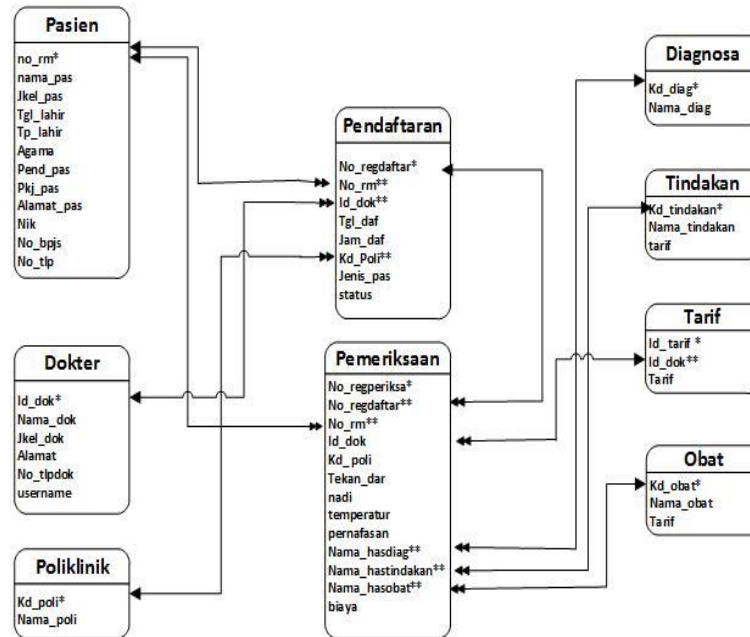 Pasien
no_rm*
nama_pas
Jkel_pas
Tgl_lahir
Tp_lahir
Agama
Pend_pas
Pkj_pas
Alamat_pas
Nik
No_bpjs
No_tlp
Dokter
Id_dok*
Nama_dok
Jkel_dok
Alamat
No_tlpdok
username
Poliklinik
Kd_poli*
Nama_poli
Pendaftaran
No_regdaftar*
No_rm**
Id_dok**
Tgl_daf
Jam_daf
Kd_Poli**
Jenis_pas
status
Pemeriksaan
No_regperiksa*
No_regdaftar**
No_rm**
Id_dok
Kd_poli
Tekan_dar
nadi
temperatur
pernafasan
Nama_hasdiag**
Nama_hastindakan**
Nama_hasobat**
biaya
Diagnosa
Kd_diag*
Nama_diag
Tindakan
Kd_tindakan*
Nama_tindakan
tarif
Tarif
Id_tarif *
Id_dok**
Tarif
Obat
Kd_obat*
Nama_obat
Tarif